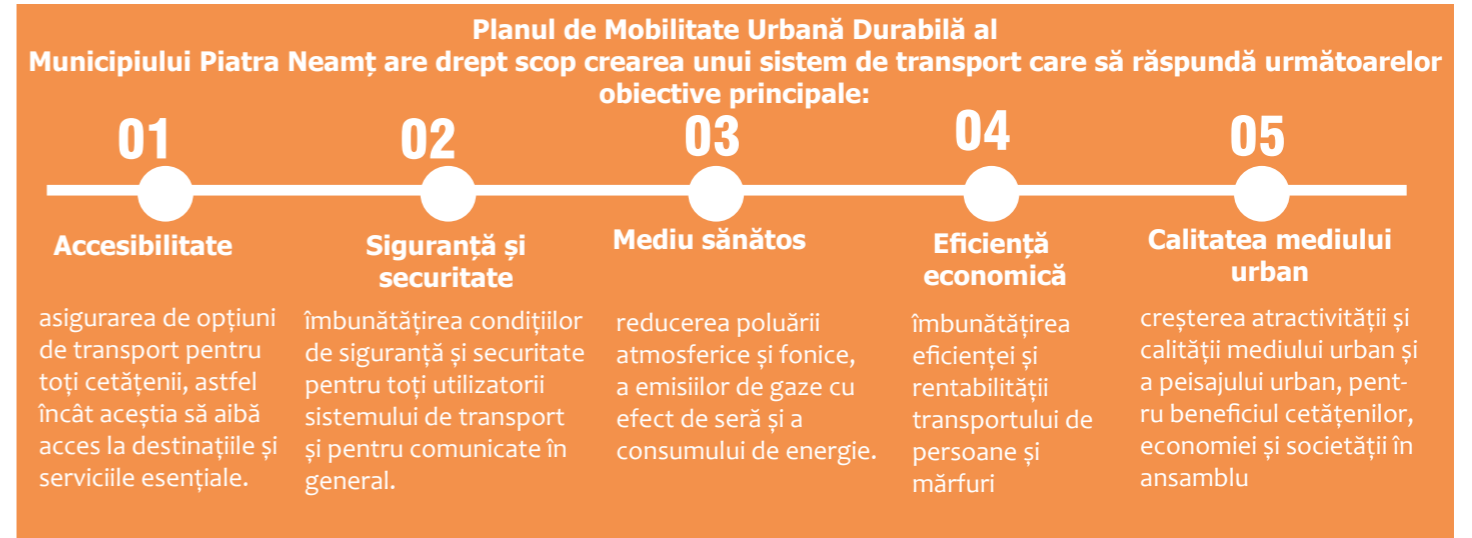 Planul de Mobilitate Urbană Durabilă al
Municipiului Piatra Neamț are drept scop crearea unui sistem de transport care să răspundă următoarelor
obiective principale:
01
Accesibilitate
asigurarea de opțiuni
de transport pentru
toți cetățenii, astfel
încât aceștia să aibă
acces la destinațiile și
serviciile esențiale.
02
Siguranță și
securitate
îmbunătățirea condițiilor
de siguranță și securitate
pentru toți utilizatorii
sistemului de transport
și pentru comunicate în
general.
03
Mediu sănătos
reducerea poluării
atmosferice și fonice,
a emisiilor de gaze cu
efect de seră și a
consumului de energie.
04
Eficiență
economică
îmbunătățirea
eficienței și
rentabilității
transportului de
persoane și
mărfuri
05
Calitatea mediului
urban
creșterea atractivității și
calității mediului urban și
a peisajului urban, pent-
ru beneficiul cetățenilor,
economiei și societății în
ansamblu